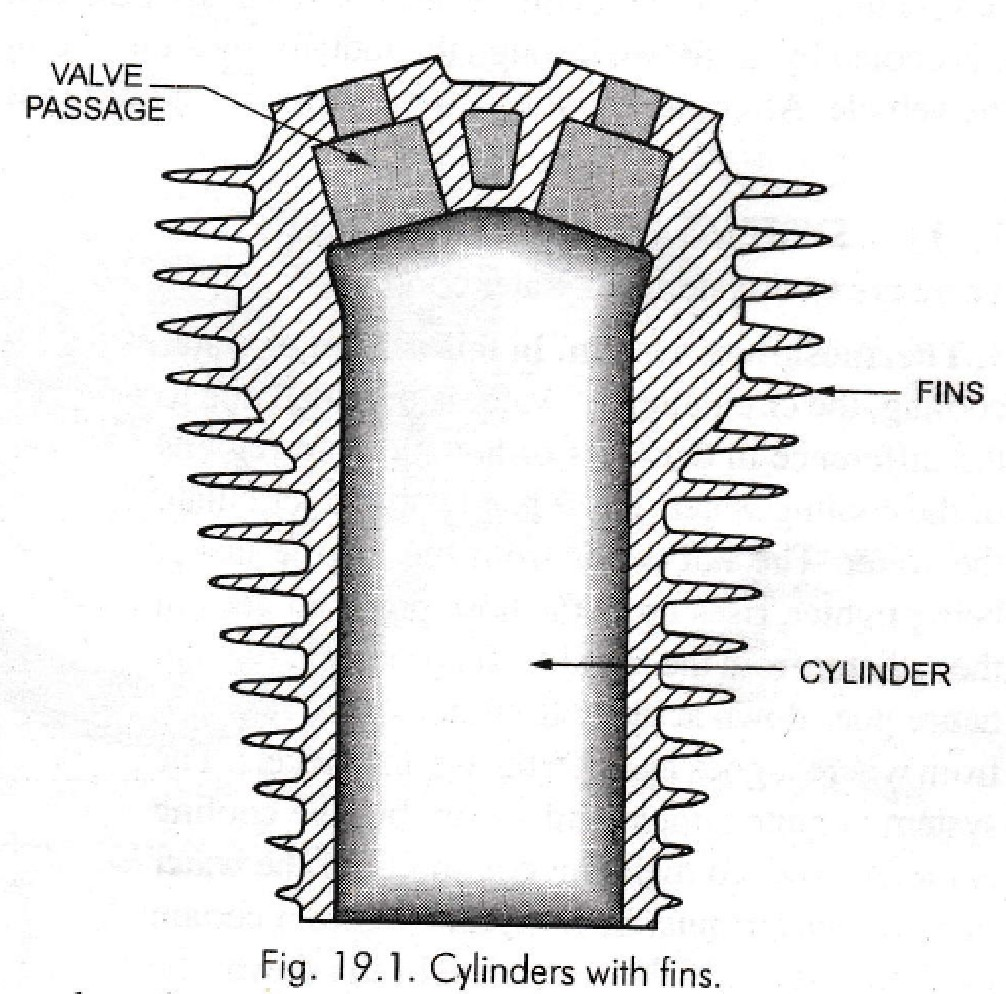 VALVE
PASSAGE
FINS
CYLINDER
Fig. 19.1. Cylinders with fins.